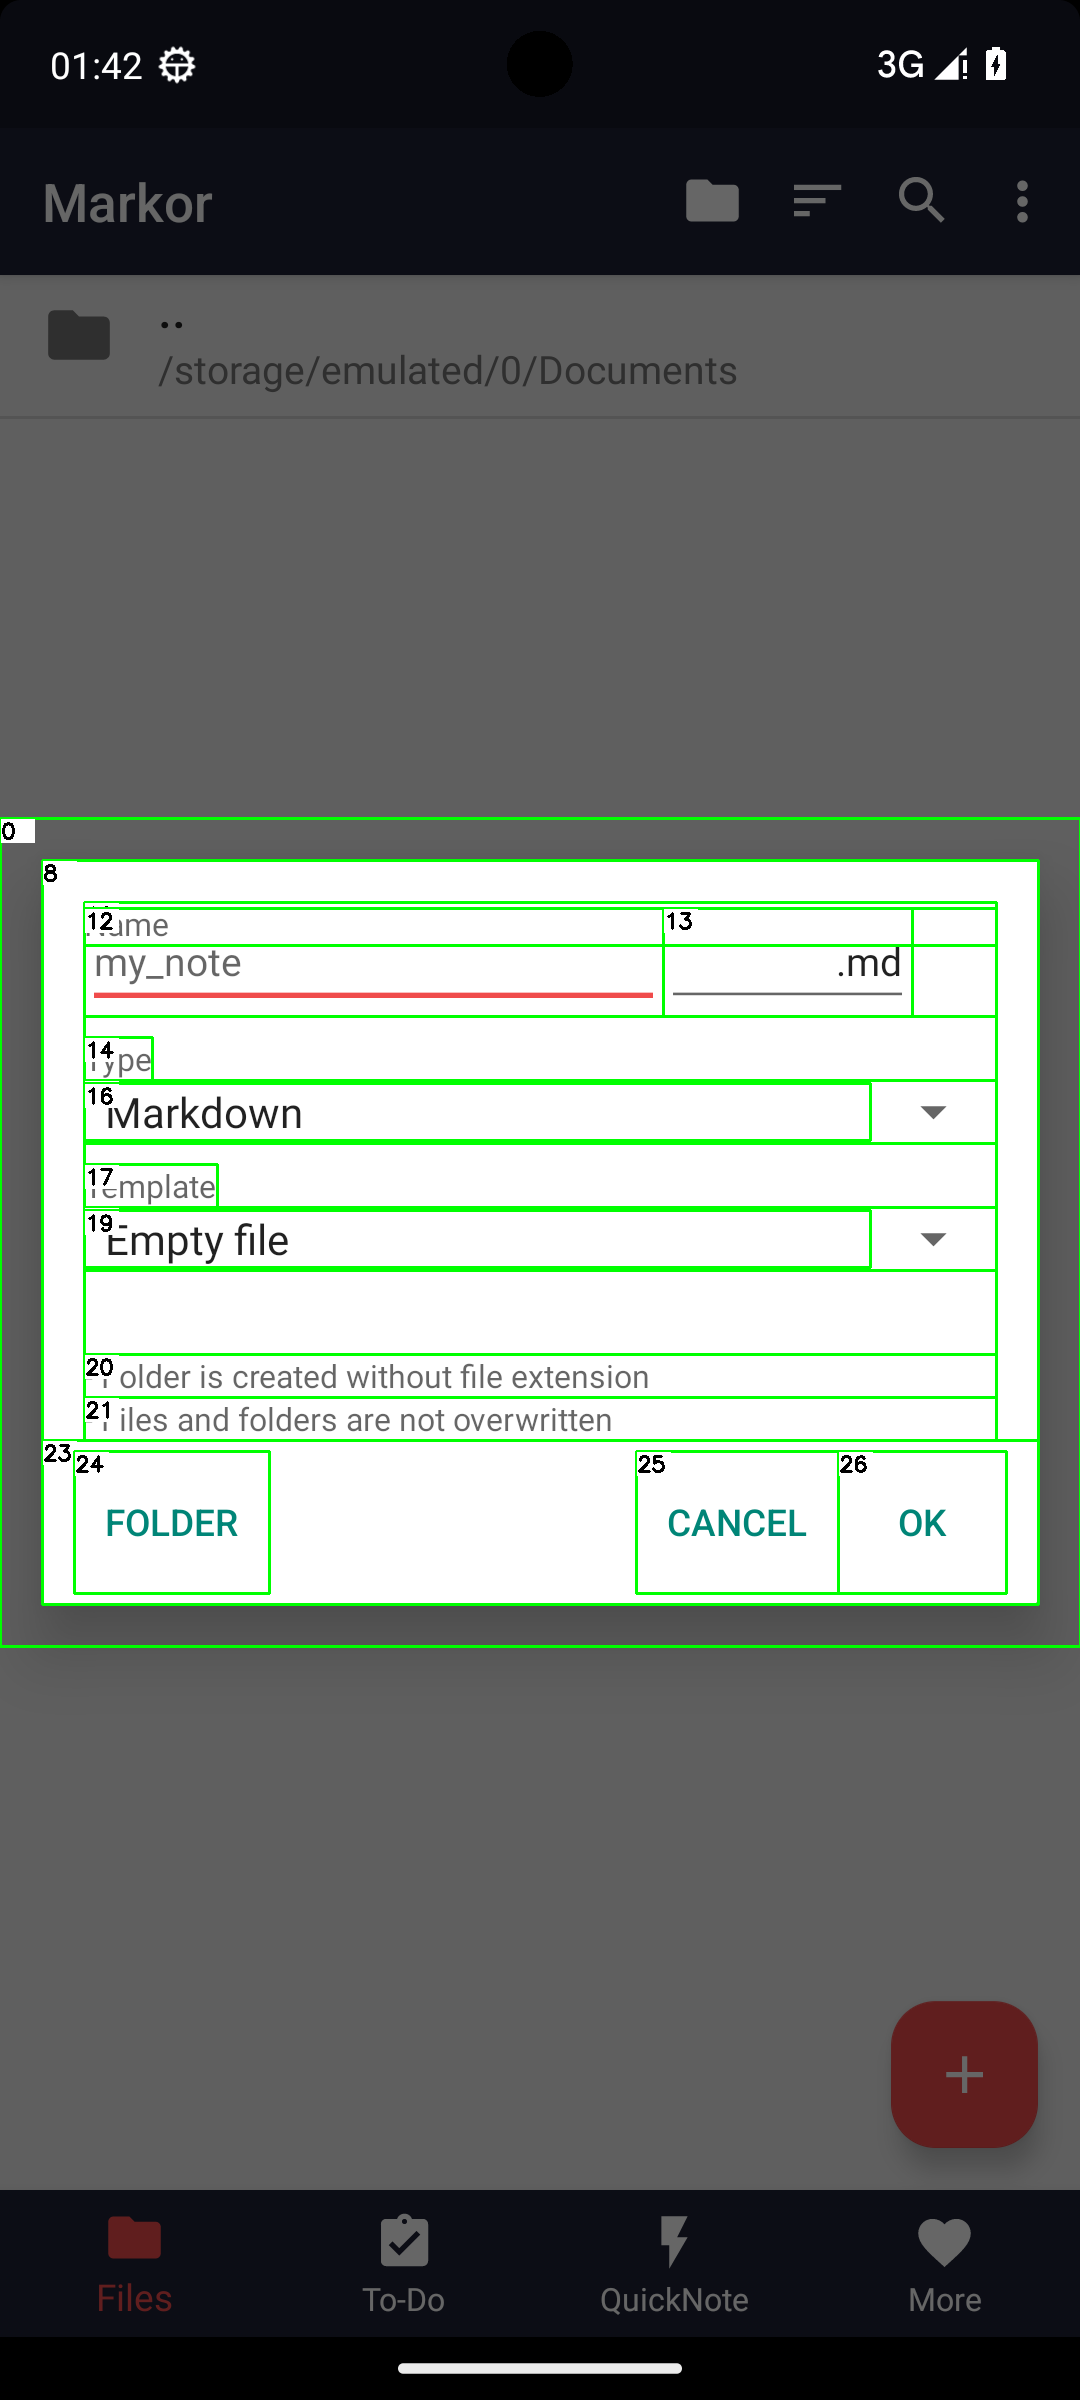 01:42
3G
Markor
..
/storage/emulated/0/Documents
0
8
12
Name
13
my_note
.md
14
Type
16
Markdown
17
Template
19
Empty file
20
Folder is created without file extension
21
Files and folders are not overwritten
23
24
25
26
FOLDER
CANCEL
OK
Files
To-Do
QuickNote
More